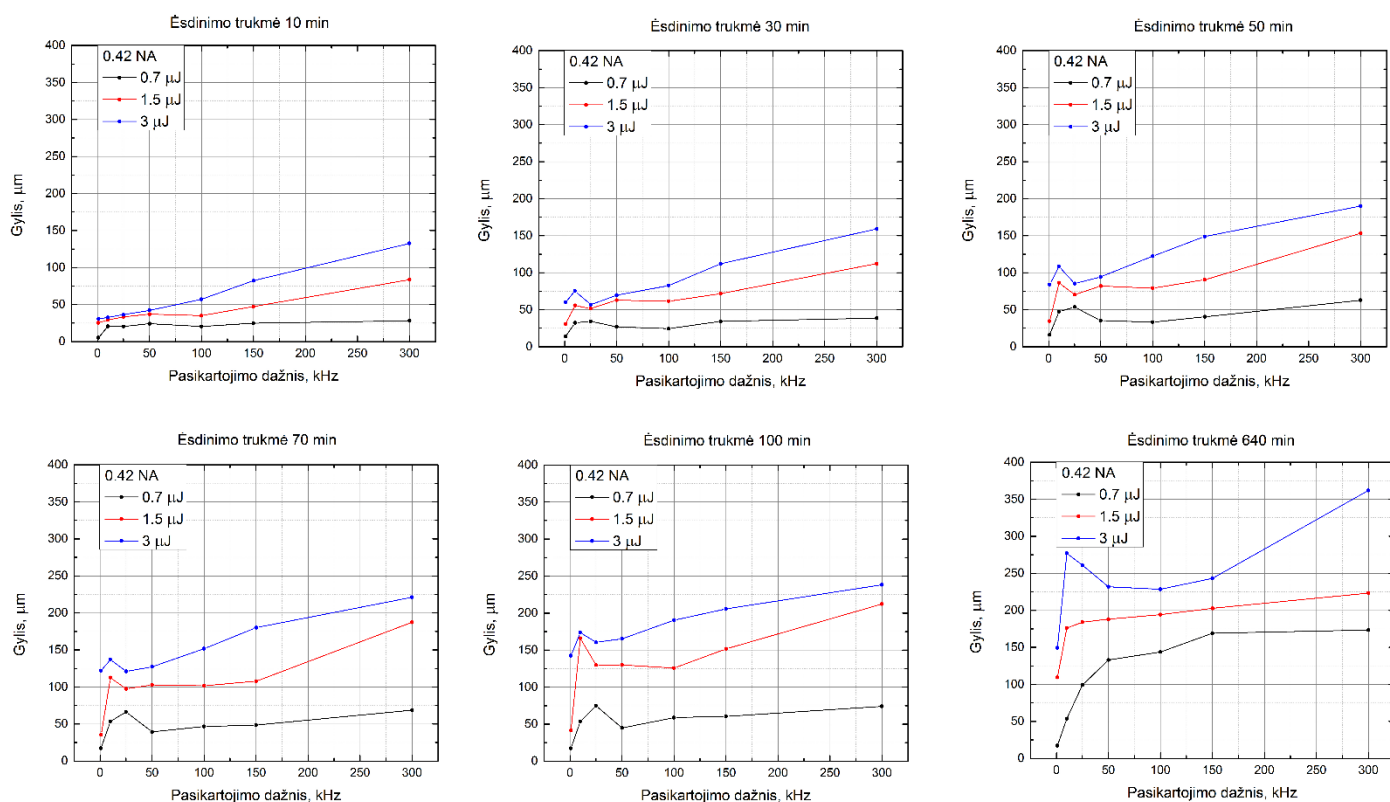 Ėsdinimo trukmė 10 min
400
350
300
250
200
150
100
50
0
Gylis, µm
0.42 NA
0.7 µJ
1.5 µJ
3 µJ
0 50 100 150 200 250 300
Pasikartojimo dažnis, kHz
Ėsdinimo trukmė 30 min
400
350
300
250
200
150
100
50
0
Gylis, µm
0.42 NA
0.7 µJ
1.5 µJ
3 µJ
0 50 100 150 200 250 300
Pasikartojimo dažnis, kHz
Ėsdinimo trukmė 50 min
400
350
300
250
200
150
100
50
0
Gylis, µm
0.42 NA
0.7 µJ
1.5 µJ
3 µJ
0 50 100 150 200 250 300
Pasikartojimo dažnis, kHz
Ėsdinimo trukmė 70 min
400
350
300
250
200
150
100
50
0
Gylis, µm
0.42 NA
0.7 µJ
1.5 µJ
3 µJ
0 50 100 150 200 250 300
Pasikartojimo dažnis, kHz
Ėsdinimo trukmė 100 min
400
350
300
250
200
150
100
50
0
Gylis, µm
0.42 NA
0.7 µJ
1.5 µJ
3 µJ
0 50 100 150 200 250 300
Pasikartojimo dažnis, kHz
Ėsdinimo trukmė 640 min
400
350
300
250
200
150
100
50
0
Gylis, µm
0.42 NA
0.7 µJ
1.5 µJ
3 µJ
0 50 100 150 200 250 300
Pasikartojimo dažnis, kHz